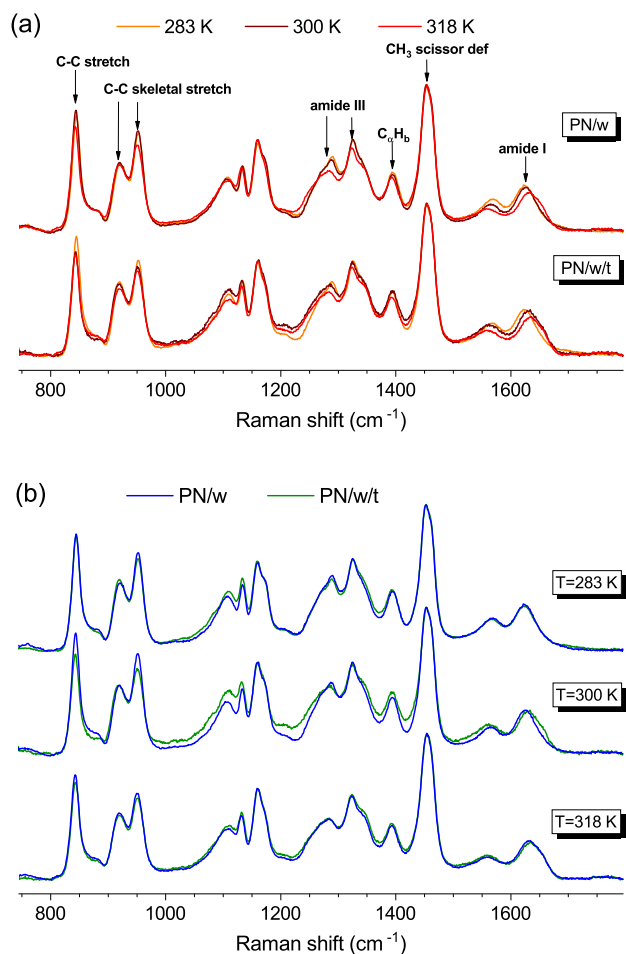 (a)
283 K 300 K 318 K
CH₃ scissor def
C-C stretch
C-C skeletal stretch
amide III
CαHb
PN/w
amide I
PN/w/t
800 1000 1200 1400 1600
Raman shift (cm⁻¹)
(b)
PN/w PN/w/t
T=283 K
T=300 K
T=318 K
800 1000 1200 1400 1600
Raman shift (cm⁻¹)